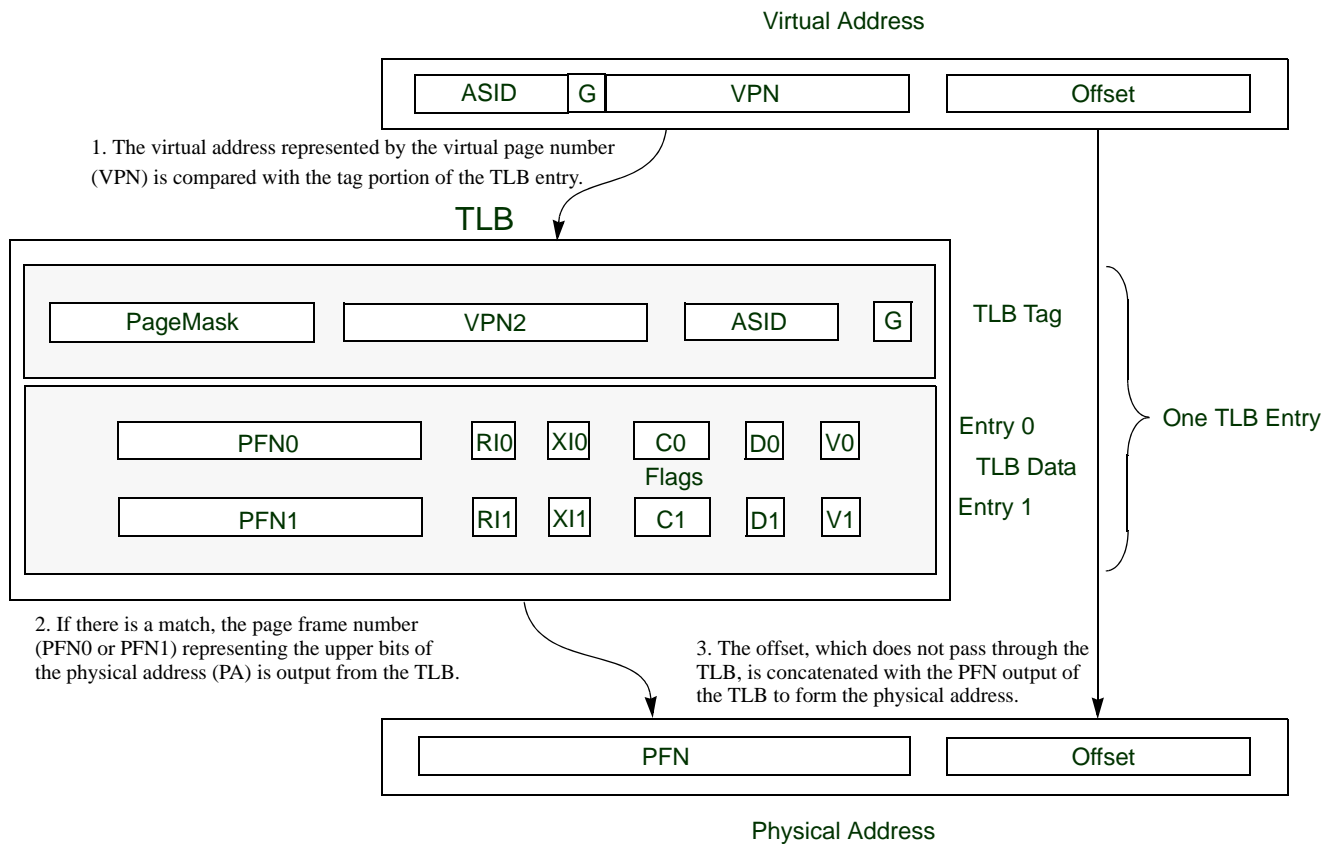 Virtual Address
ASID G VPN Offset
1. The virtual address represented by the virtual page number
(VPN) is compared with the tag portion of the TLB entry.
TLB
PageMask VPN2 ASID G TLB Tag
PFN0 RI0 XI0 C0 D0 V0 Entry 0
Flags TLB Data
One TLB Entry
PFN1 RI1 XI1 C1 D1 V1 Entry 1
2. If there is a match, the page frame number
(PFN0 or PFN1) representing the upper bits of
the physical address (PA) is output from the TLB.
3. The offset, which does not pass through the
TLB, is concatenated with the PFN output of
the TLB to form the physical address.
PFN Offset
Physical Address